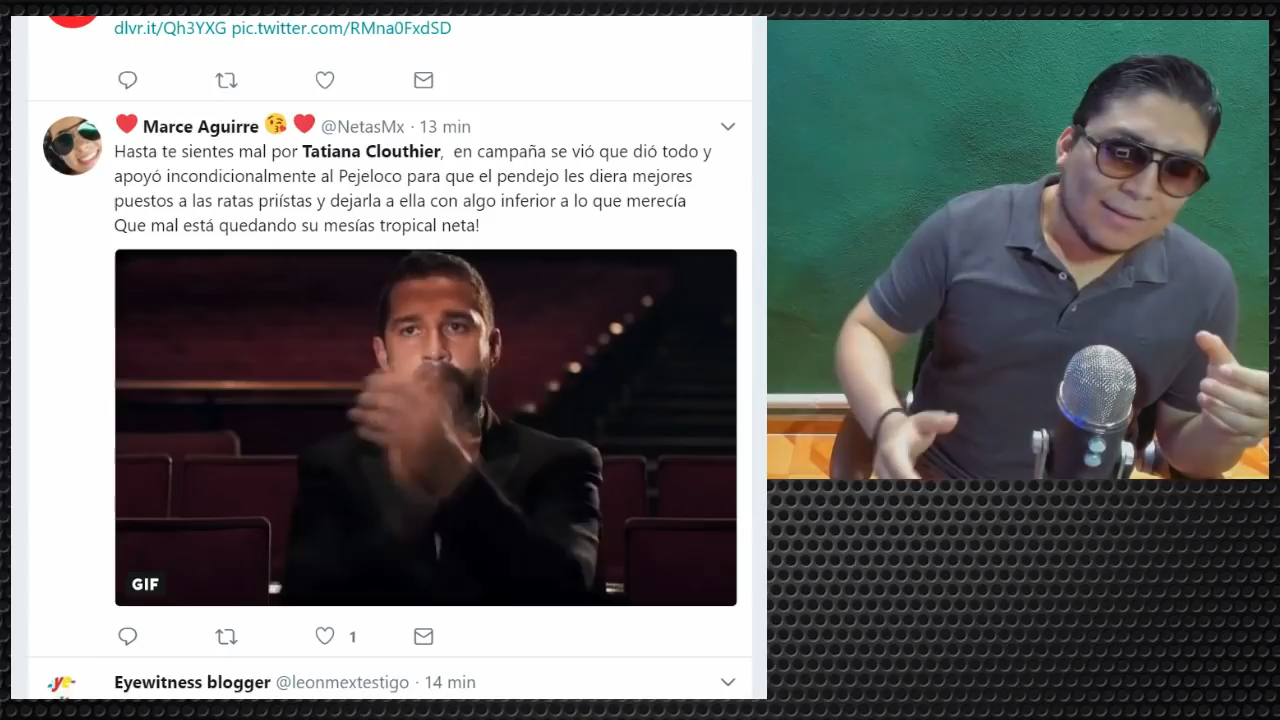 dlvr.it/Qh3YXG pic.twitter.com/RMna0FxdSD
Marce Aguirre @NetasMx · 13 min
Hasta te sientes mal por Tatiana Clouthier, en campaña se vió que dió todo y
apoyó incondicionalmente al Pejeloco para que el pendejo les diera mejores
puestos a las ratas priístas y dejarla a ella con algo inferior a lo que merecía
Que mal está quedando su mesías tropical neta!
GIF
1
Eyewitness blogger @leonmextestigo · 14 min
ye